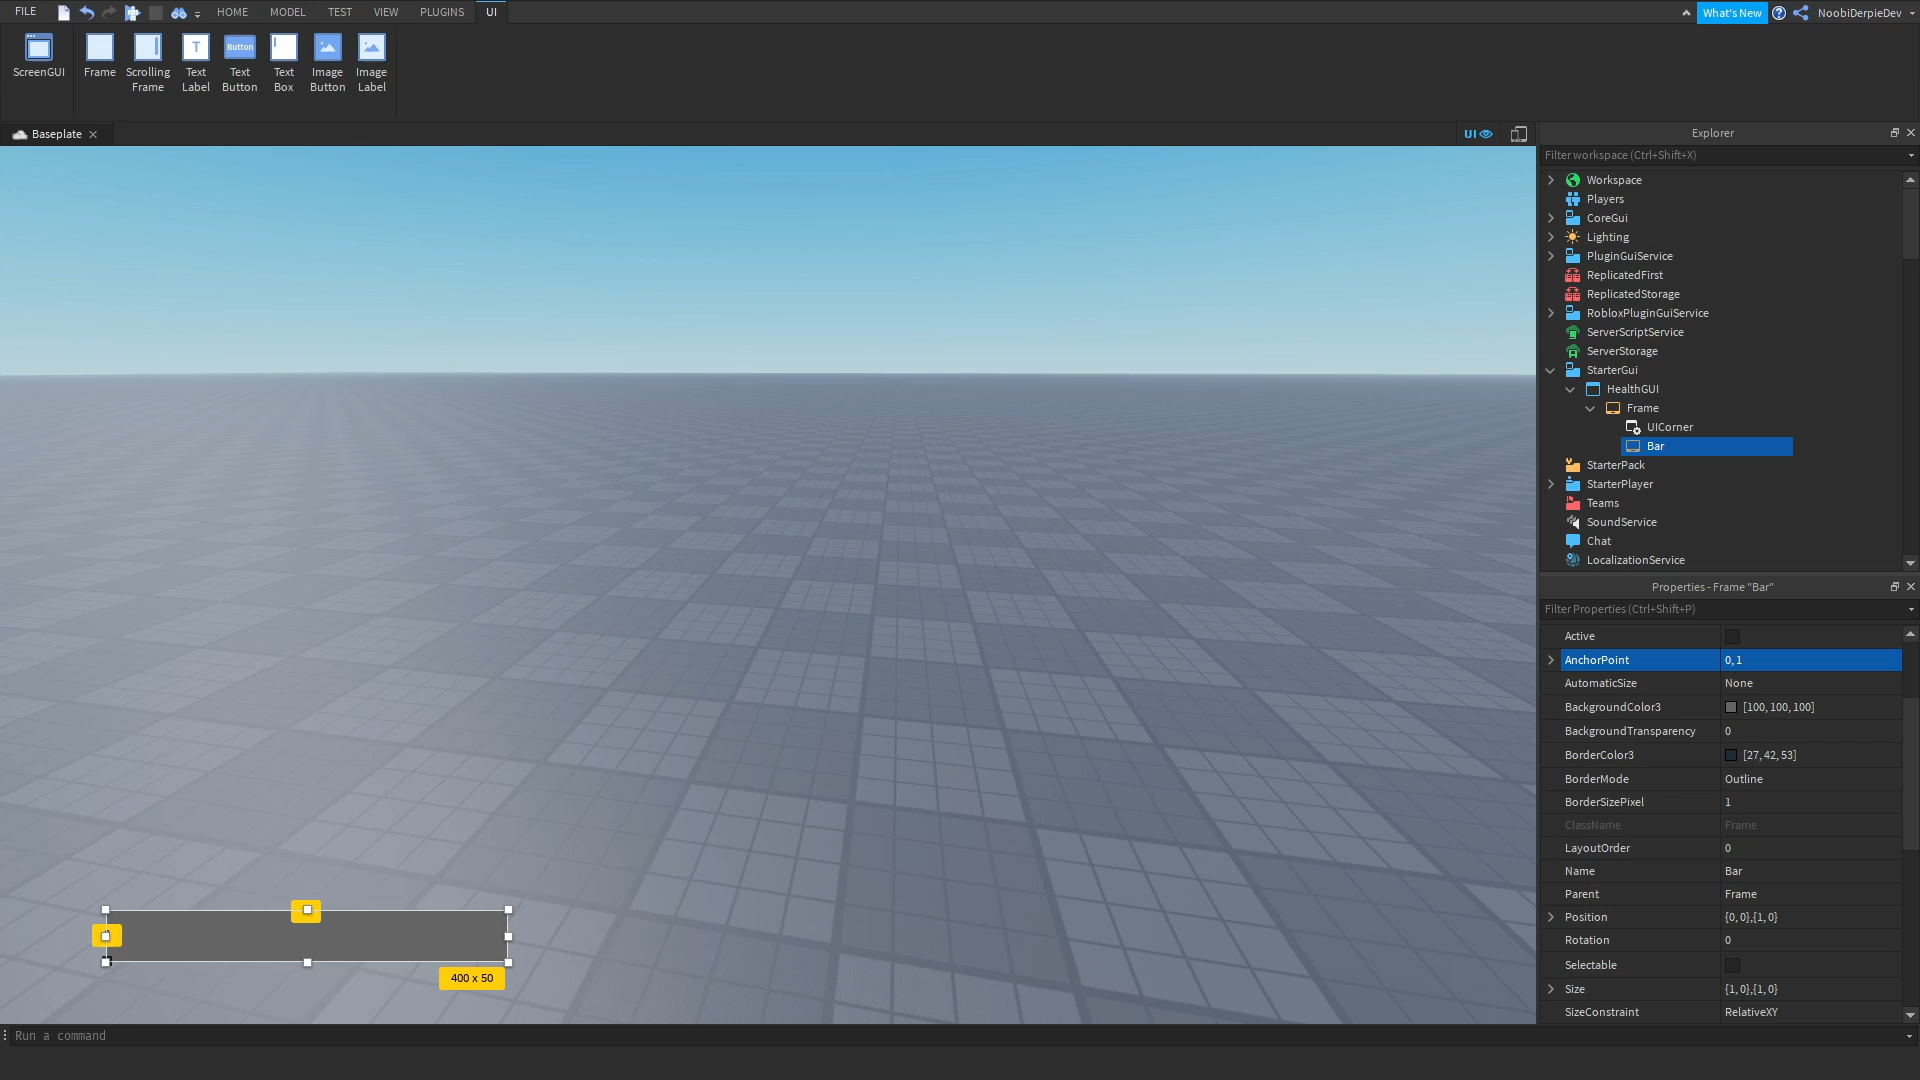 FILE
HOME
MODEL
TEST
VIEW
PLUGINS
UI
What's New
NoobiDerpieDev
ScreenGUI
Frame
Scrolling
Frame
T
Text
Label
Button
Text
Button
Text
Box
Image
Button
Image
Label
Baseplate
UI
Explorer
Filter workspace (Ctrl+Shift+X)
Workspace
Players
CoreGui
Lighting
PluginGuiService
ReplicatedFirst
ReplicatedStorage
RobloxPluginGuiService
ServerScriptService
ServerStorage
StarterGui
HealthGUI
Frame
UICorner
Bar
StarterPack
StarterPlayer
Teams
SoundService
Chat
LocalizationService
Properties - Frame "Bar"
Filter Properties (Ctrl+Shift+P)
Active
AnchorPoint 0, 1
AutomaticSize None
BackgroundColor3 [100, 100, 100]
BackgroundTransparency 0
BorderColor3 [27, 42, 53]
BorderMode Outline
BorderSizePixel 1
ClassName Frame
LayoutOrder 0
Name Bar
Parent Frame
Position {0, 0},{1, 0}
Rotation 0
Selectable
Size {1, 0},{1, 0}
SizeConstraint RelativeXY
400 x 50
Run a command